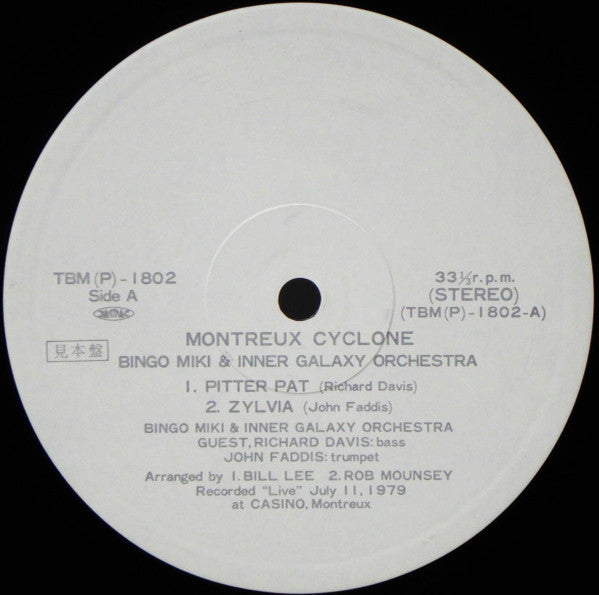 TBM (P) - 1802
Side A
33⅓ r.p.m.
(STEREO)
(TBM (P) - 1802-A)
見本盤
MONTREUX CYCLONE
BINGO MIKI & INNER GALAXY ORCHESTRA
1. PITTER PAT (Richard Davis)
2. ZYLVIA (John Faddis)
BINGO MIKI & INNER GALAXY ORCHESTRA
GUEST, RICHARD DAVIS: bass
JOHN FADDIS: trumpet
Arranged by 1. BILL LEE 2. ROB MOUNSEY
Recorded "Live" July 11, 1979
at CASINO, Montreux